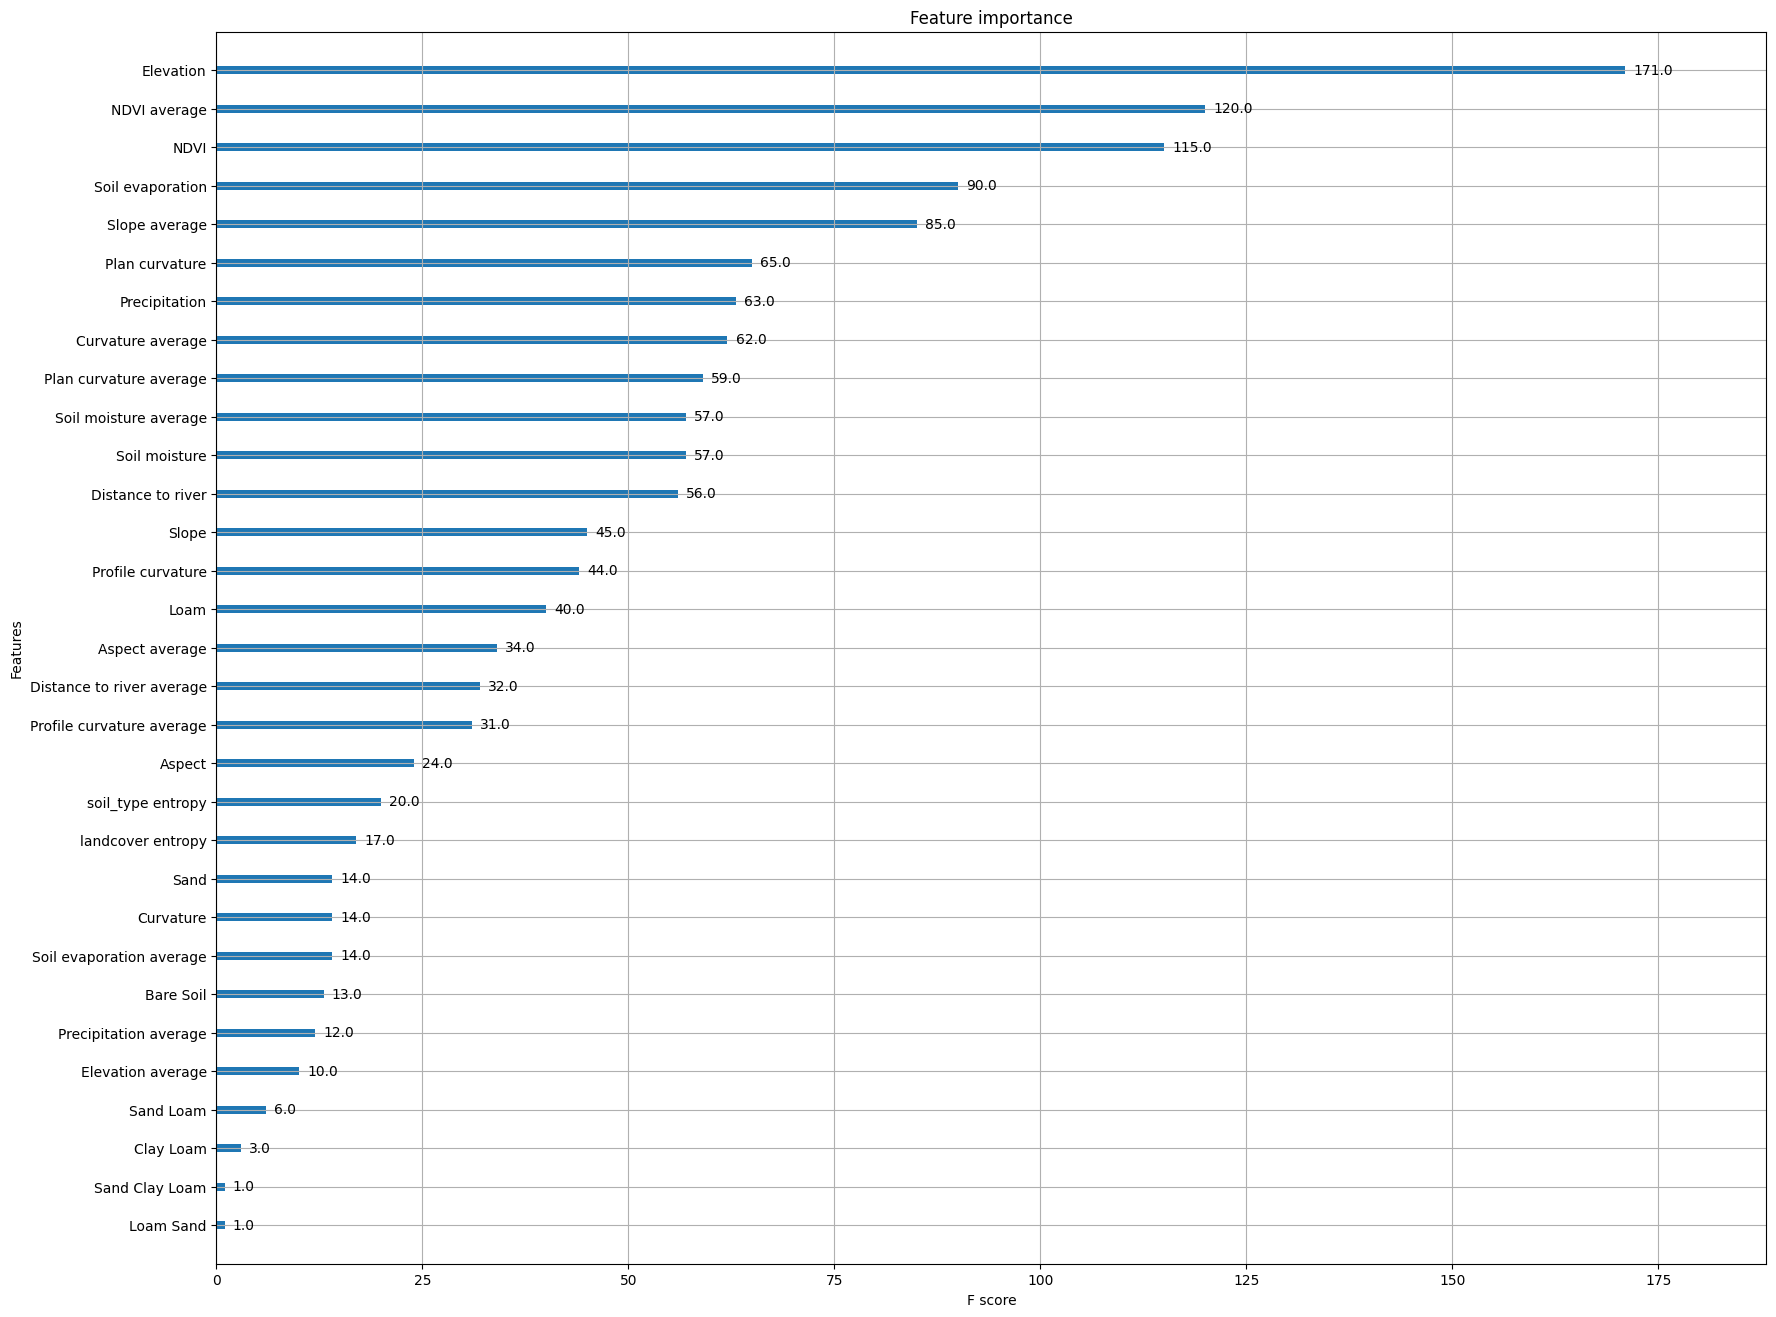 Feature importance
Elevation 171.0
NDVI average 120.0
NDVI 115.0
Soil evaporation 90.0
Slope average 85.0
Plan curvature 65.0
Precipitation 63.0
Curvature average 62.0
Plan curvature average 59.0
Soil moisture average 57.0
Soil moisture 57.0
Distance to river 56.0
Slope 45.0
Profile curvature 44.0
Loam 40.0
Features
Aspect average 34.0
Distance to river average 32.0
Profile curvature average 31.0
Aspect 24.0
soil_type entropy 20.0
landcover entropy 17.0
Sand 14.0
Curvature 14.0
Soil evaporation average 14.0
Bare Soil 13.0
Precipitation average 12.0
Elevation average 10.0
Sand Loam 6.0
Clay Loam 3.0
Sand Clay Loam 1.0
Loam Sand 1.0
0 25 50 75 100 125 150 175
F score